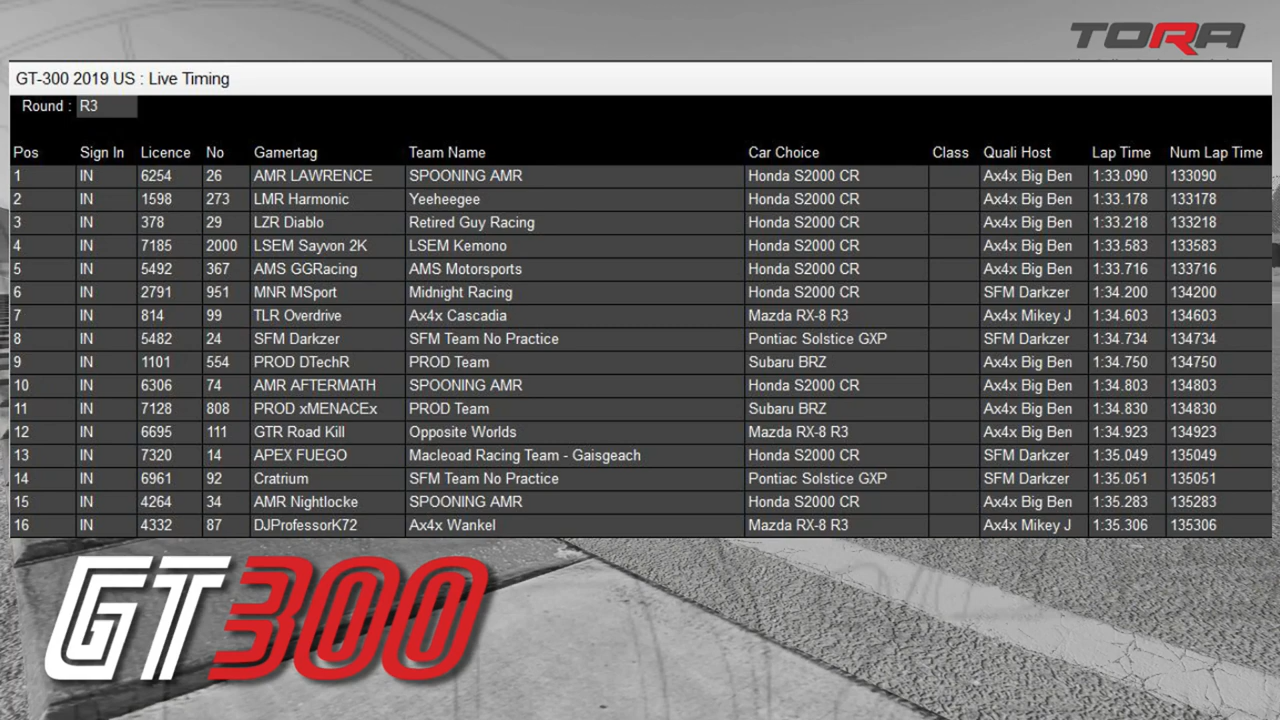 TORA
GT-300 2019 US : Live Timing
Round : R3
Pos Sign In Licence No Gamertag Team Name Car Choice Class Quali Host Lap Time Num Lap Time
1 IN 6254 26 AMR LAWRENCE SPOONING AMR Honda S2000 CR Ax4x Big Ben 1:33.090 133090
2 IN 1598 273 LMR Harmonic Yeeheegee Honda S2000 CR Ax4x Big Ben 1:33.178 133178
3 IN 378 29 LZR Diablo Retired Guy Racing Honda S2000 CR Ax4x Big Ben 1:33.218 133218
4 IN 7185 2000 LSEM Sayvon 2K LSEM Kemono Honda S2000 CR Ax4x Big Ben 1:33.583 133583
5 IN 5492 367 AMS GGRacing AMS Motorsports Honda S2000 CR Ax4x Big Ben 1:33.716 133716
6 IN 2791 951 MNR MSport Midnight Racing Honda S2000 CR SFM Darkzer 1:34.200 134200
7 IN 814 99 TLR Overdrive Ax4x Cascadia Mazda RX-8 R3 Ax4x Mikey J 1:34.603 134603
8 IN 5482 24 SFM Darkzer SFM Team No Practice Pontiac Solstice GXP SFM Darkzer 1:34.734 134734
9 IN 1101 554 PROD DTechR PROD Team Subaru BRZ Ax4x Big Ben 1:34.750 134750
10 IN 6306 74 AMR AFTERMATH SPOONING AMR Honda S2000 CR Ax4x Big Ben 1:34.803 134803
11 IN 7128 808 PROD xMENACEx PROD Team Subaru BRZ Ax4x Big Ben 1:34.830 134830
12 IN 6695 111 GTR Road Kill Opposite Worlds Mazda RX-8 R3 Ax4x Big Ben 1:34.923 134923
13 IN 7320 14 APEX FUEGO Macleoad Racing Team - Gaisgeach Honda S2000 CR SFM Darkzer 1:35.049 135049
14 IN 6961 92 Cratrium SFM Team No Practice Pontiac Solstice GXP SFM Darkzer 1:35.051 135051
15 IN 4264 34 AMR Nightlocke SPOONING AMR Honda S2000 CR Ax4x Big Ben 1:35.283 135283
16 IN 4332 87 DJProfessorK72 Ax4x Wankel Mazda RX-8 R3 Ax4x Mikey J 1:35.306 135306
GT300